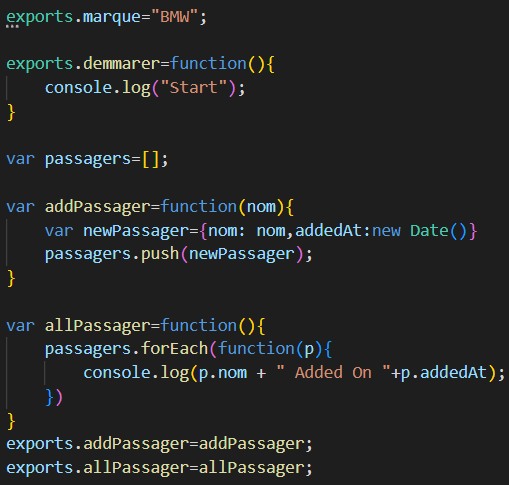 exports.marque="BMW";
exports.demmarer=function(){
    console.log("Start");
}
var passagers=[];
var addPassager=function(nom){
    var newPassager={nom: nom,addedAt:new Date()}
    passagers.push(newPassager);
}
var allPassager=function(){
    passagers.forEach(function(p){
        console.log(p.nom + " Added On "+p.addedAt);
    })
}
exports.addPassager=addPassager;
exports.allPassager=allPassager;